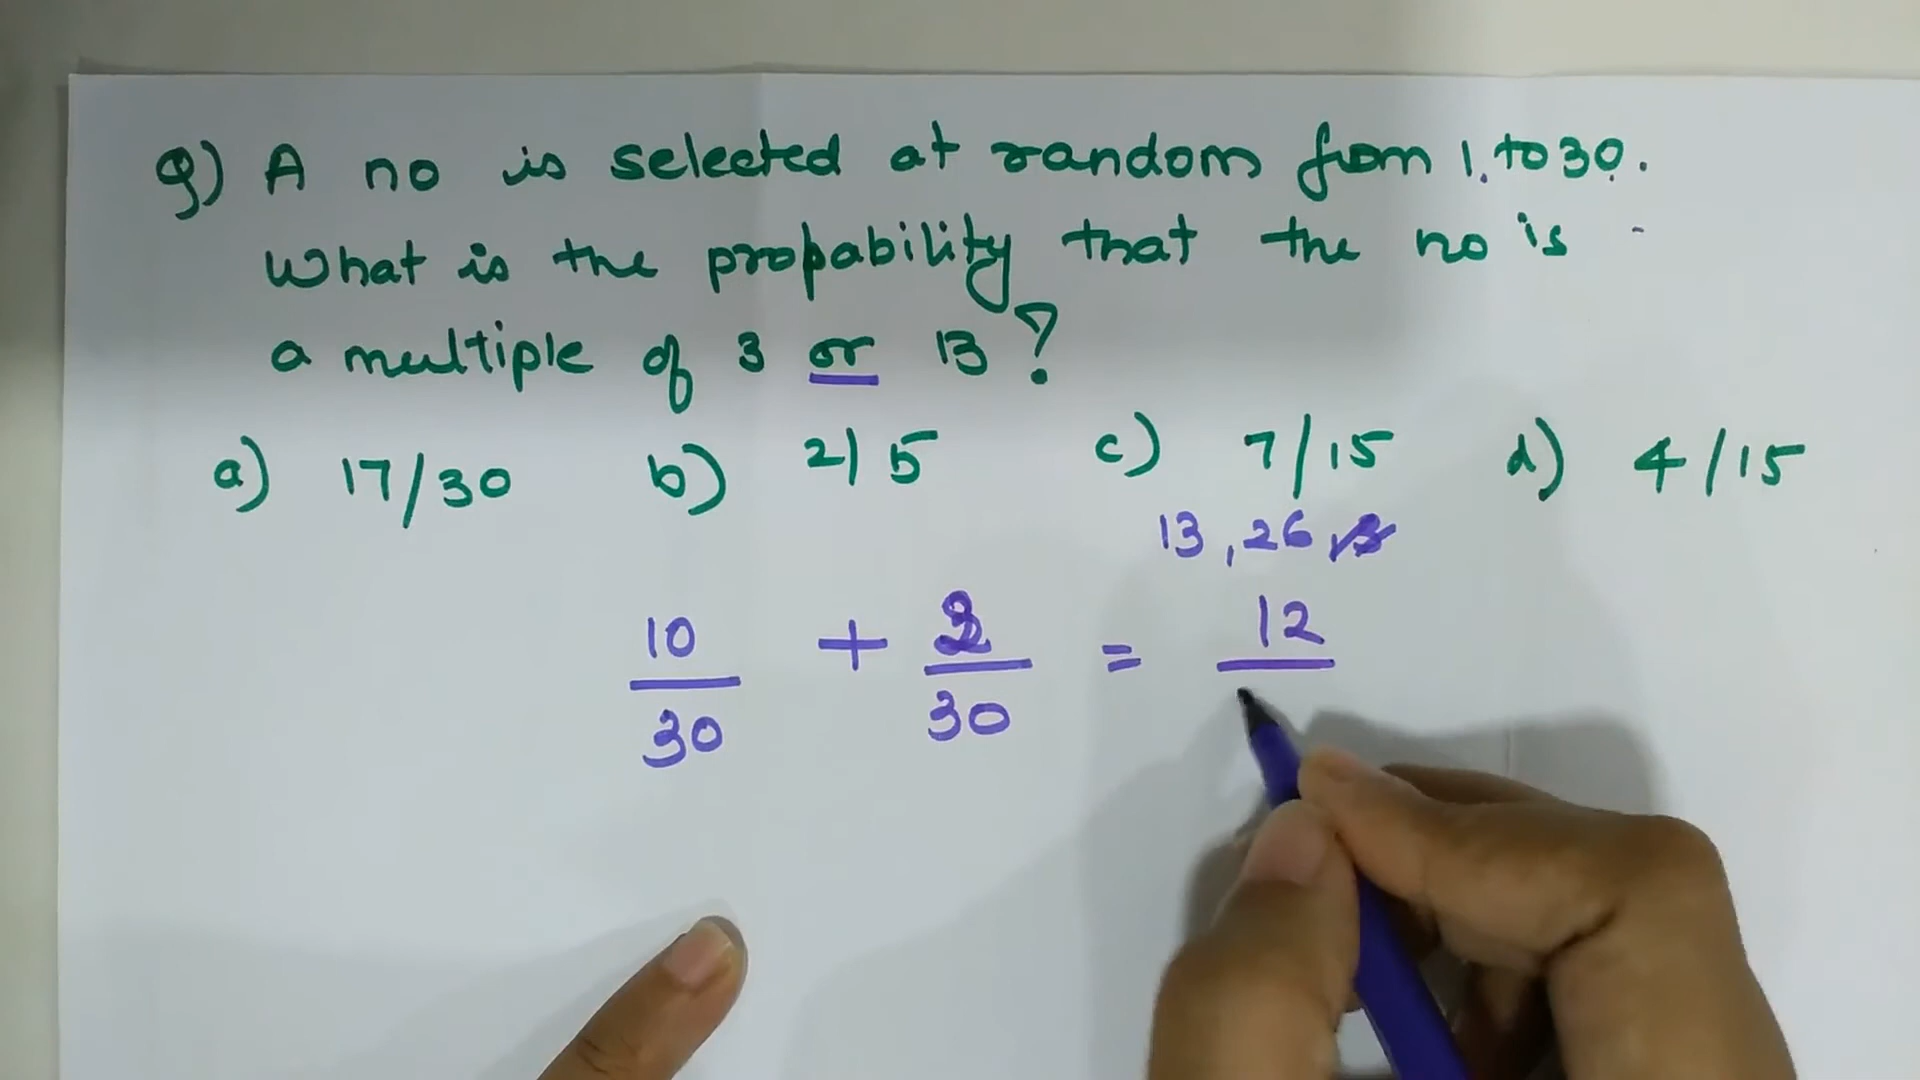 Q) A no is selected at random from 1 to 30.
What is the propability that the no is
a multiple of 3 or 13?
a) 17/30 b) 2/5 c) 7/15 d) 4/15
13, 26,
10/30 + 2/30 = 12